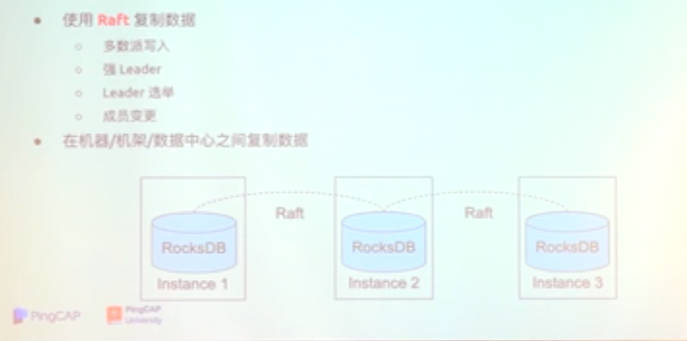 使用 Raft 复制数据
多数派写入
强 Leader
Leader 选举
成员变更
在机器/机架/数据中心之间复制数据
Raft Raft
RocksDB RocksDB RocksDB
Instance 1 Instance 2 Instance 3
PingCAP PingCAP
University